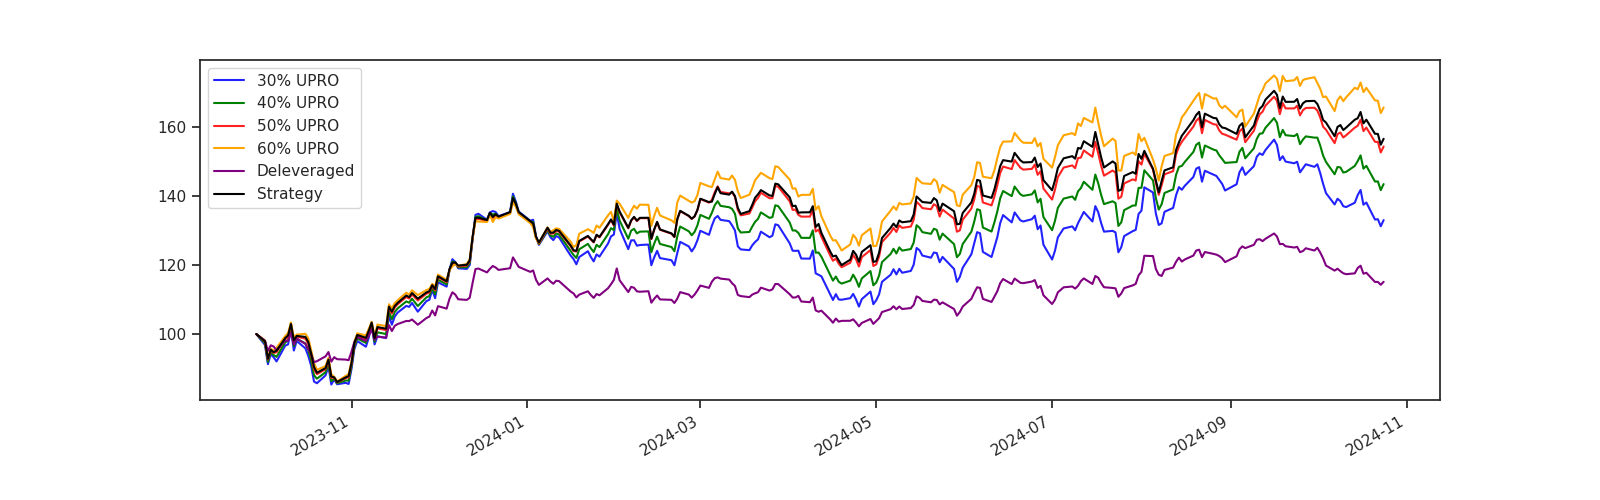 30% UPRO
40% UPRO
50% UPRO
60% UPRO
Deleveraged
Strategy
160
140
120
100
2023-11
2024-01
2024-03
2024-05
2024-07
2024-09
2024-11